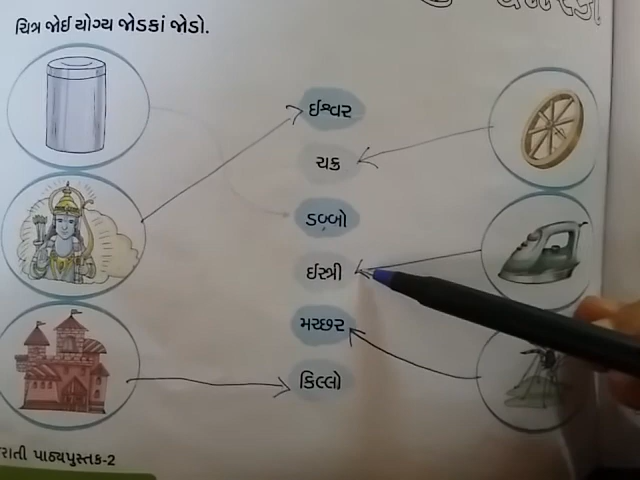 ચિત્ર જોઈ યોગ્ય જોડકાં જોડો.
ઈશ્વર
ચક્ર
ડબ્બો
ઈસ્ત્રી
મચ્છર
કિલ્લો
પાઠ્યપુસ્તક-2